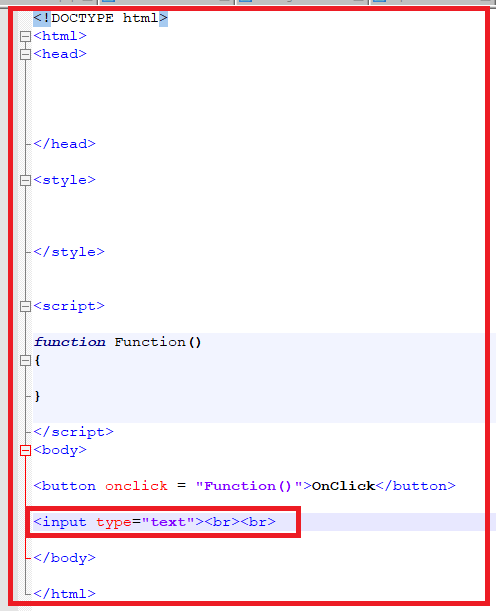 <!DOCTYPE html>
<html>
<head>
</head>
<style>
</style>
<script>
function Function()
{
}
</script>
<body>
<button onclick = "Function()">OnClick</button>
<input type="text"><br><br>
</body>
</html>